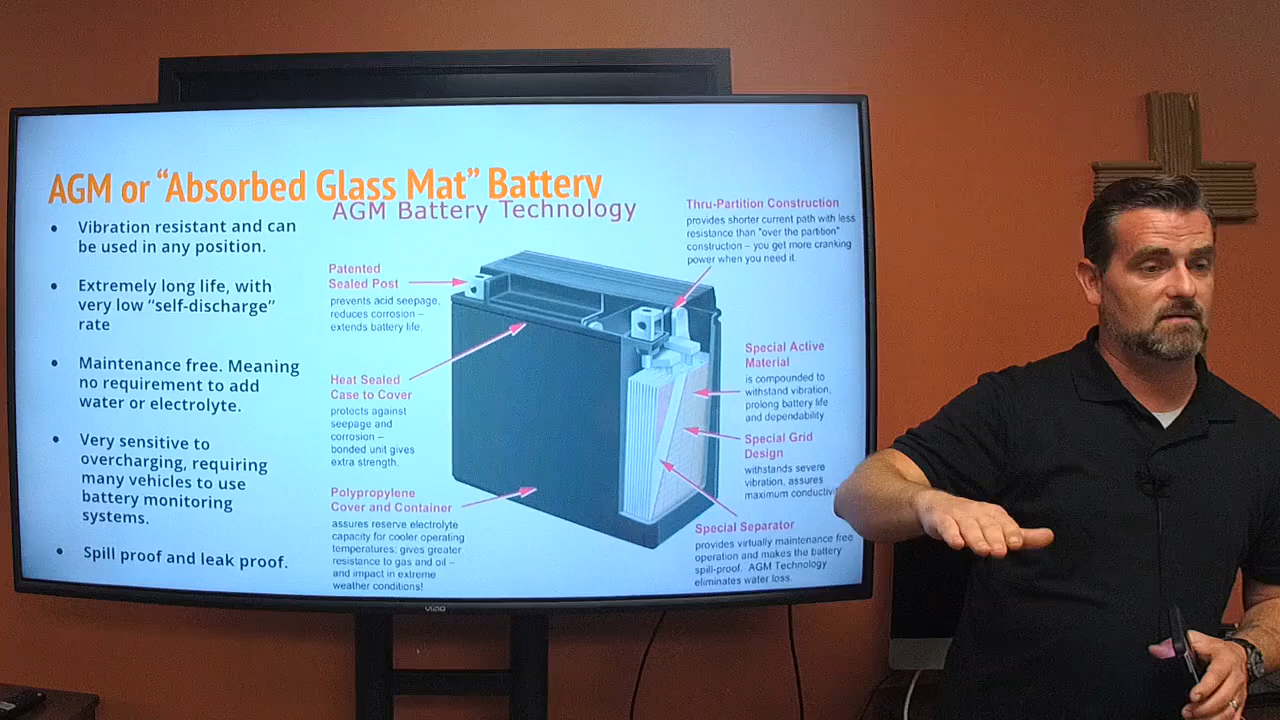 AGM or “Absorbed Glass Mat” Battery
AGM Battery Technology
• Vibration resistant and can
be used in any position.
• Extremely long life, with
very low “self-discharge”
rate
• Maintenance free. Meaning
no requirement to add
water or electrolyte.
• Very sensitive to
overcharging, requiring
many vehicles to use
battery monitoring
systems.
• Spill proof and leak proof.
Patented
Sealed Post
prevents acid seepage,
reduces corrosion –
extends battery life.
Heat Sealed
Case to Cover
protects against
seepage and
corrosion –
bonded unit gives
extra strength.
Polypropylene
Cover and Container
assures reserve electrolyte
capacity for cooler operating
temperatures; gives greater
resistance to gas and oil –
and impact in extreme
weather conditions!
Thru-Partition Construction
provides shorter current path with less
resistance than "over the partition"
construction – you get more cranking
power when you need it.
Special Active
Material
is compounded to
withstand vibration,
prolong battery life
and dependability.
Special Grid
Design
withstands severe
vibration, assures
maximum conductivi
Special Separator
provides virtually maintenance free
operation and makes the battery
spill-proof. AGM Technology
eliminates water loss.
VIZIO